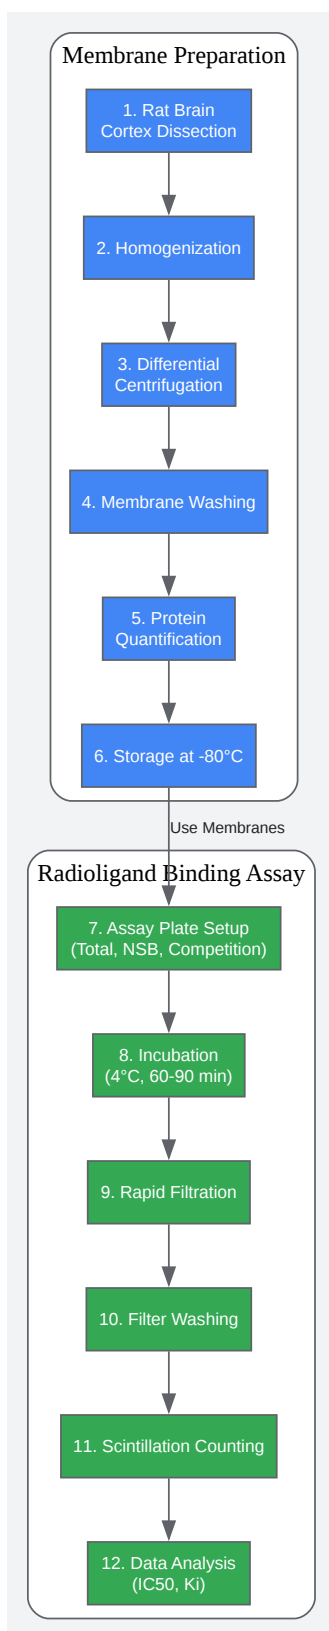 Membrane Preparation
1. Rat Brain
Cortex Dissection
2. Homogenization
3. Differential
Centrifugation
4. Membrane Washing
5. Protein
Quantification
6. Storage at -80°C
Use Membranes
Radioligand Binding Assay
7. Assay Plate Setup
(Total, NSB, Competition)
8. Incubation
(4°C, 60-90 min)
9. Rapid Filtration
10. Filter Washing
11. Scintillation Counting
12. Data Analysis
(IC50, Ki)